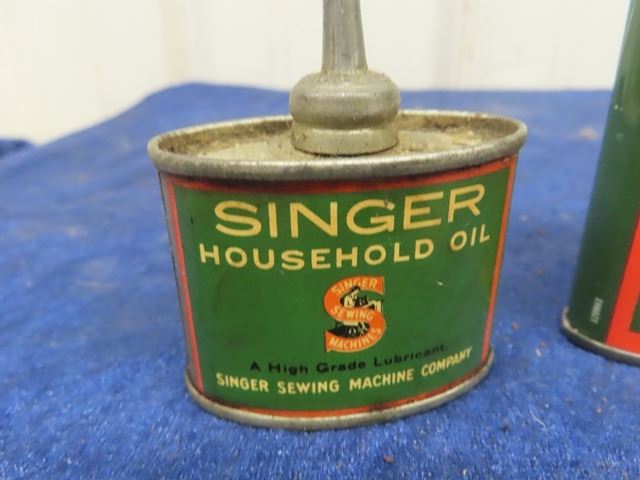 SINGER
HOUSEHOLD OIL
SINGER
SEWING
MACHINES
A High Grade Lubricant.
SINGER SEWING MACHINE COMPANY